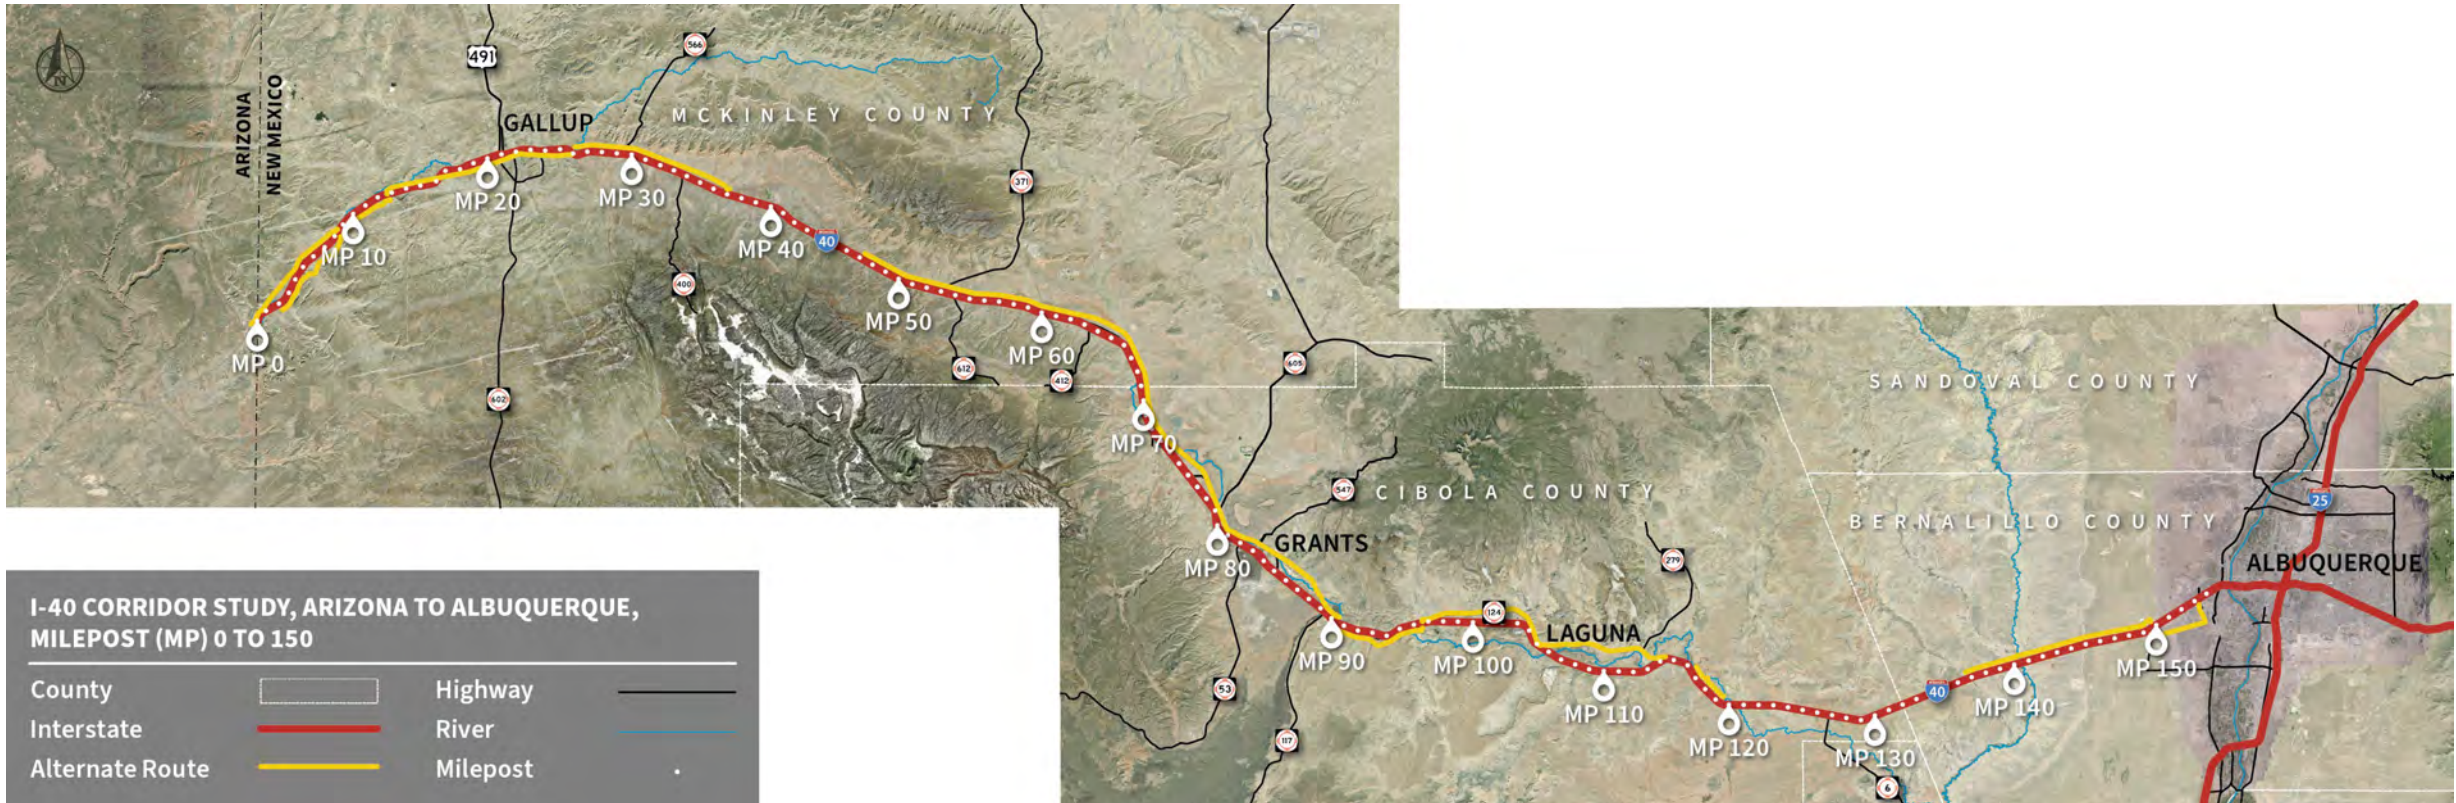 N
ARIZONA
NEW MEXICO
491
566
GALLUP
MCKINLEY COUNTY
371
MP 0
MP 10
MP 20
MP 30
MP 40
40
MP 50
MP 60
MP 70
400
602
612
412
605
547
CIBOLA COUNTY
SANDOVAL COUNTY
BERNALILLO COUNTY
25
ALBUQUERQUE
GRANTS
MP 80
279
124
LAGUNA
MP 90
MP 100
MP 110
MP 120
MP 130
40
MP 140
MP 150
53
117
6
I-40 CORRIDOR STUDY, ARIZONA TO ALBUQUERQUE,
MILEPOST (MP) 0 TO 150
County
Highway
Interstate
River
Alternate Route
Milepost